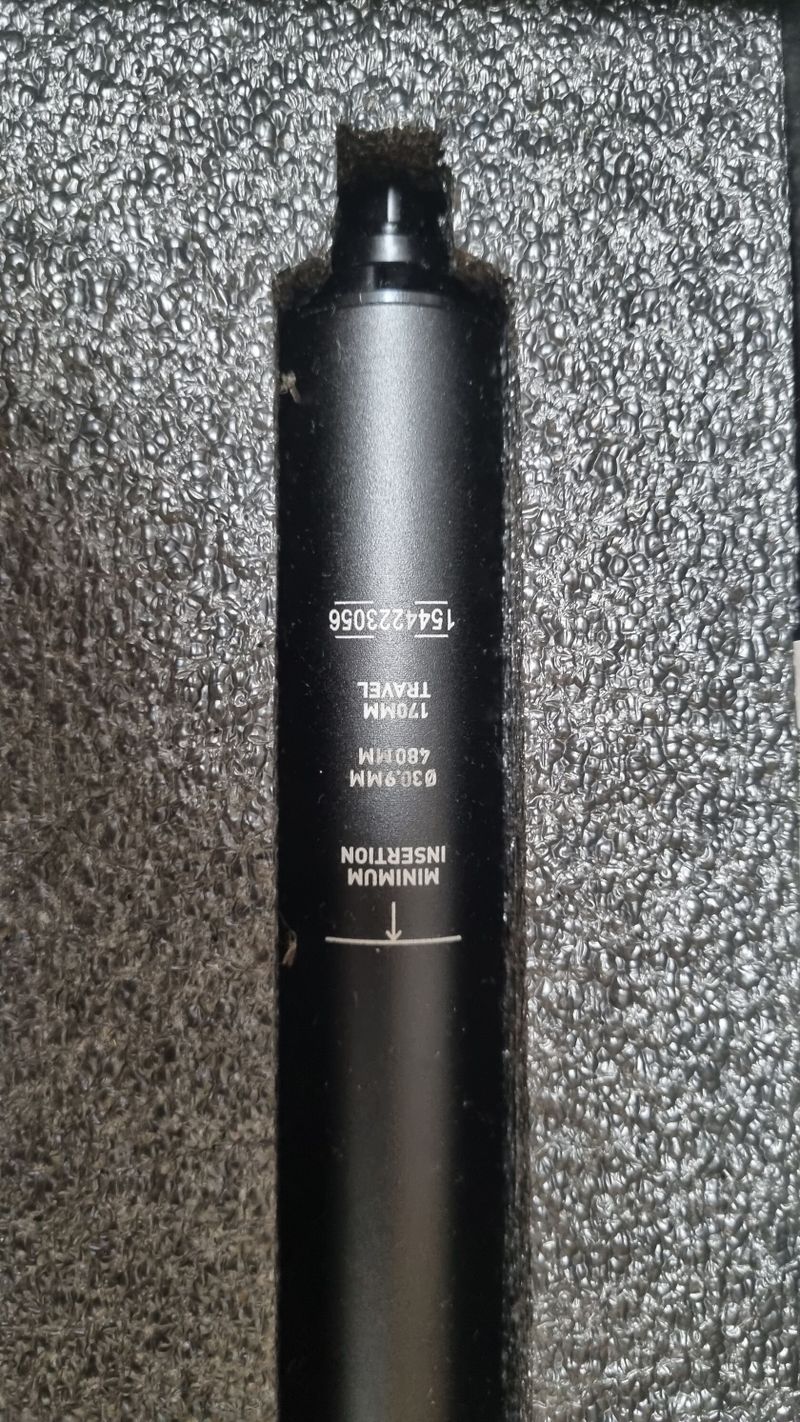 MINIMUM
INSERTION
Ø30.9MM
480MM
170MM
TRAVEL
1544223056